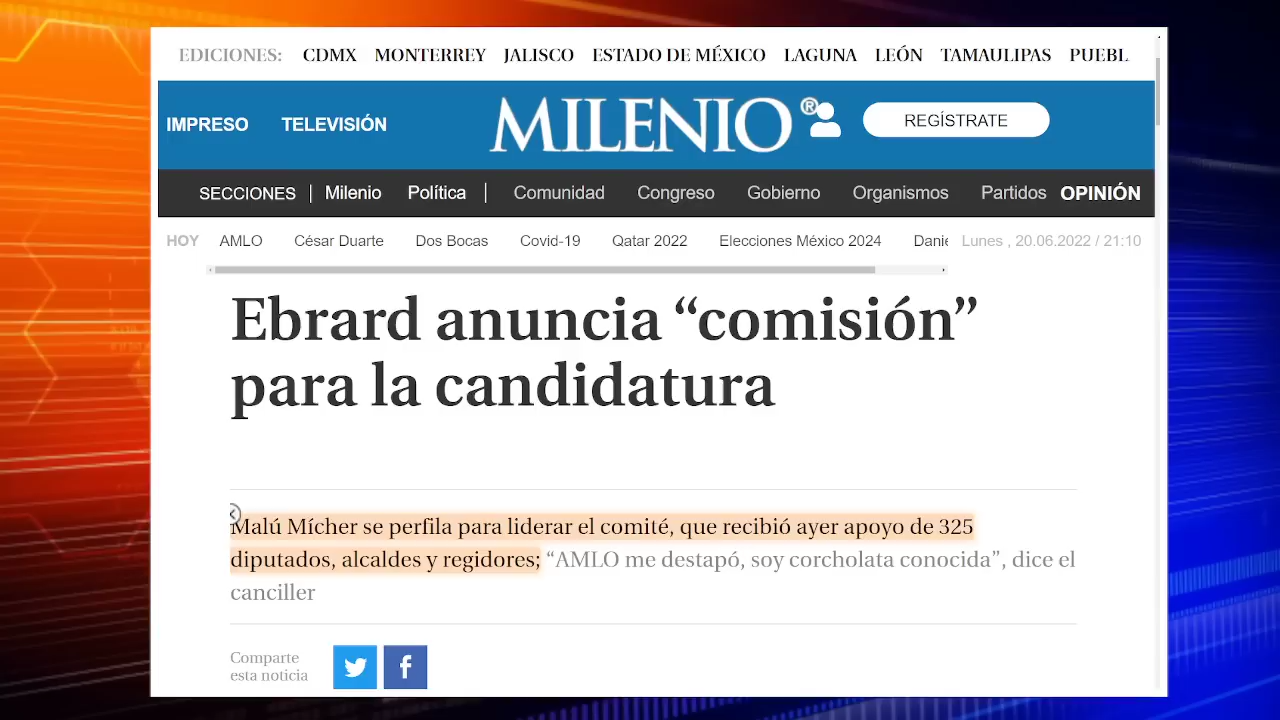 EDICIONES: CDMX MONTERREY JALISCO ESTADO DE MÉXICO LAGUNA LEÓN TAMAULIPAS PUEBL
IMPRESO TELEVISIÓN MILENIO® REGÍSTRATE
SECCIONES | Milenio Política | Comunidad Congreso Gobierno Organismos Partidos OPINIÓN
HOY AMLO César Duarte Dos Bocas Covid-19 Qatar 2022 Elecciones México 2024 Danie Lunes , 20.06.2022 / 21:10
Ebrard anuncia “comisión”
para la candidatura
Malú Mícher se perfila para liderar el comité, que recibió ayer apoyo de 325
diputados, alcaldes y regidores; “AMLO me destapó, soy corcholata conocida”, dice el
canciller
Comparte
esta noticia